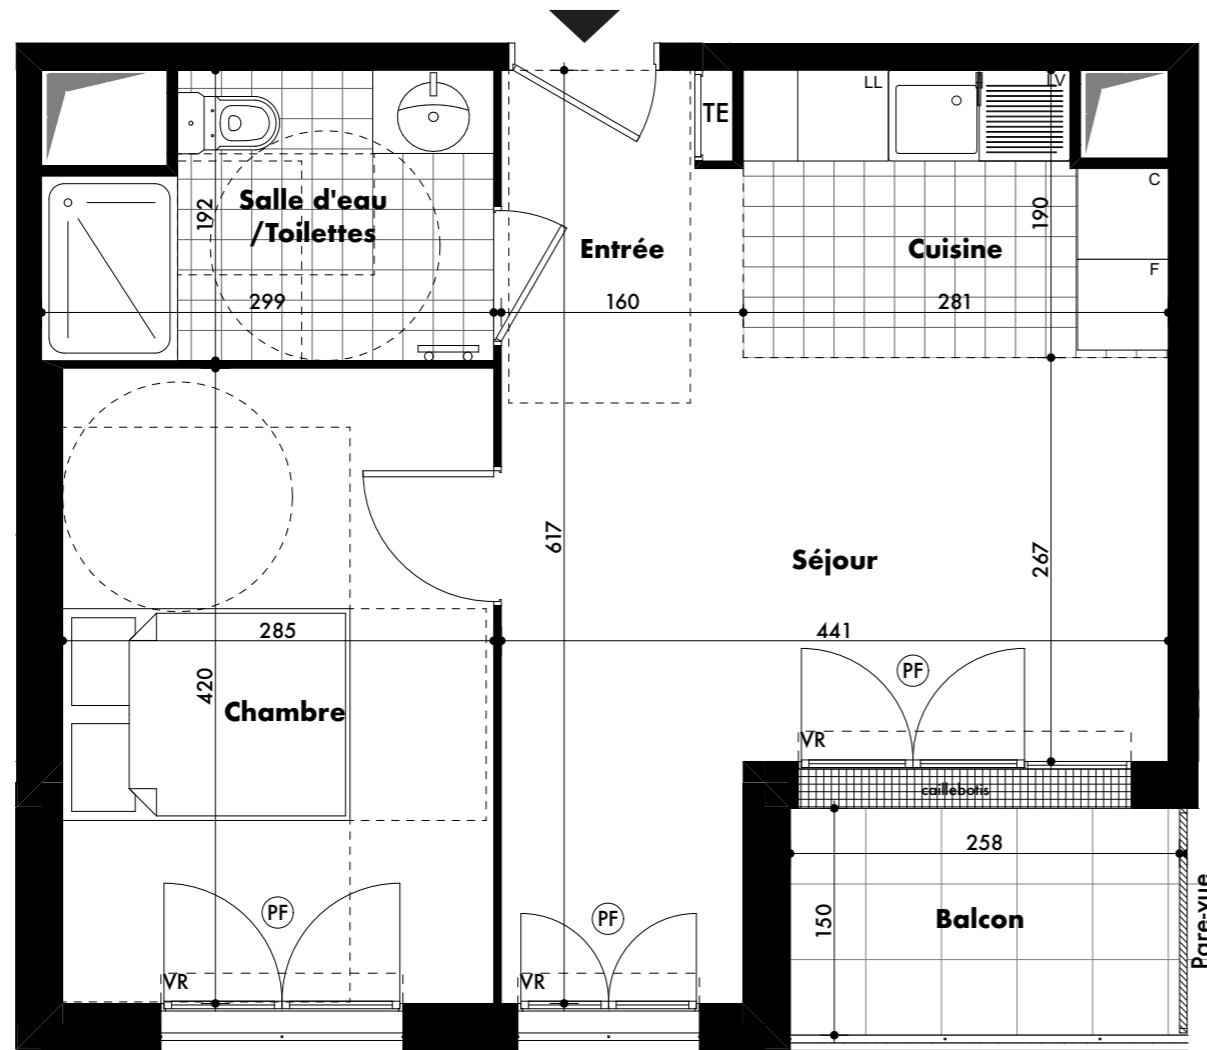 LL
LV
TE
Salle d'eau
/Toilettes
192
Entrée
Cuisine
190
C
F
299
160
281
617
Séjour
267
285
441
420
Chambre
PF
VR
caillebotis
258
PF
PF
150
Balcon
Pare-vue
VR
VR